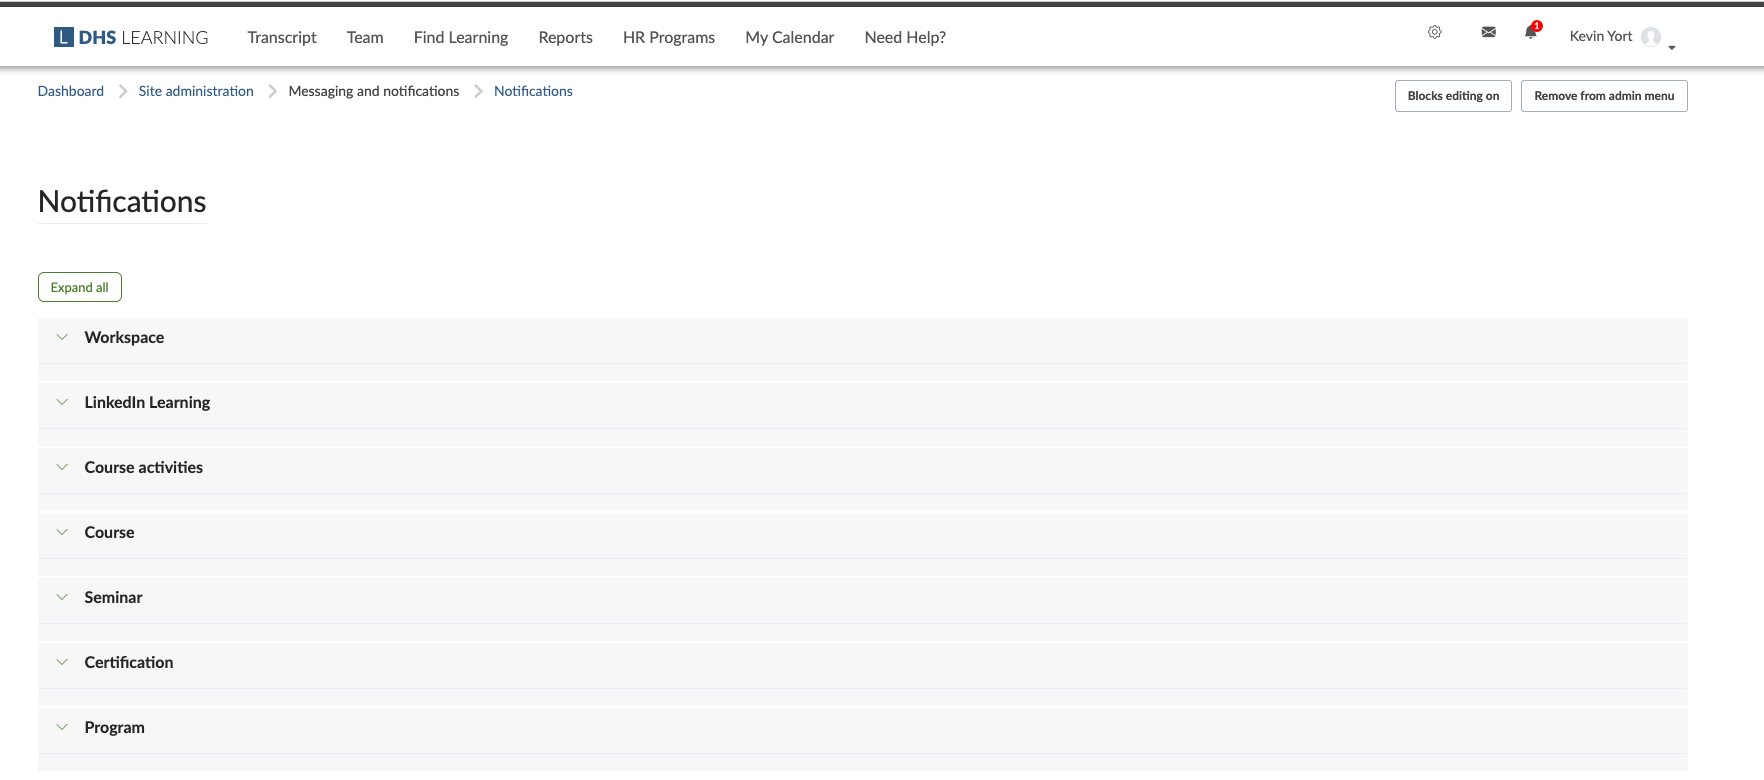 L DHS LEARNING Transcript Team Find Learning Reports HR Programs My Calendar Need Help? 1 Kevin Yort
Dashboard Site administration Messaging and notifications Notifications Blocks editing on Remove from admin menu
Notifications
Expand all
Workspace
LinkedIn Learning
Course activities
Course
Seminar
Certification
Program